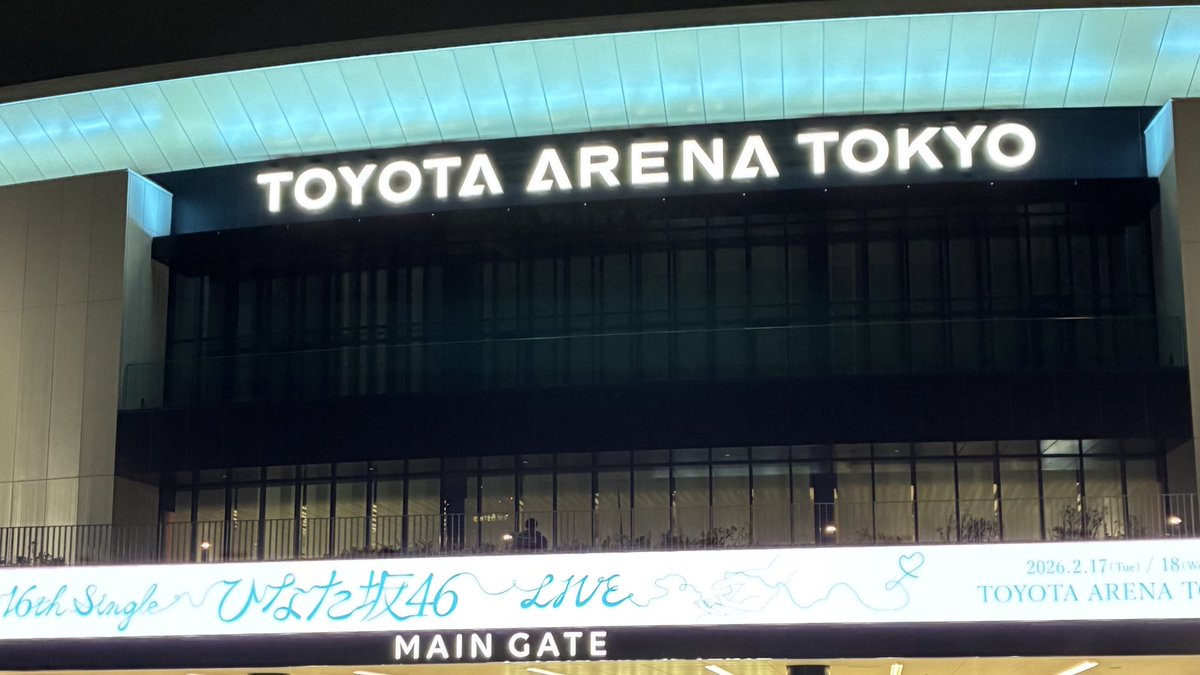 TOYOTA ARENA TOKYO
16th Single ひなた坂46 LIVE
2026.2.17(Tue) / 18
TOYOTA ARENA
MAIN GATE